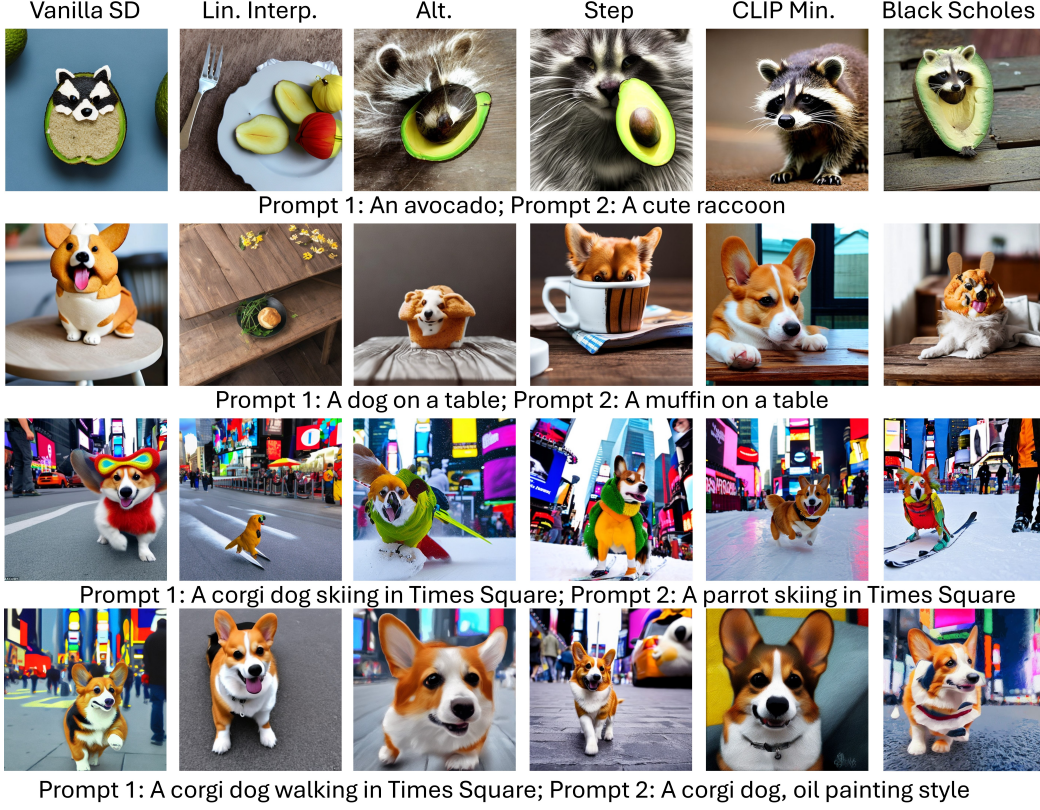 Vanilla SD Lin. Interp. Alt. Step CLIP Min. Black Scholes
Prompt 1: An avocado; Prompt 2: A cute raccoon
Prompt 1: A dog on a table; Prompt 2: A muffin on a table
Prompt 1: A corgi dog skiing in Times Square; Prompt 2: A parrot skiing in Times Square
Prompt 1: A corgi dog walking in Times Square; Prompt 2: A corgi dog, oil painting style